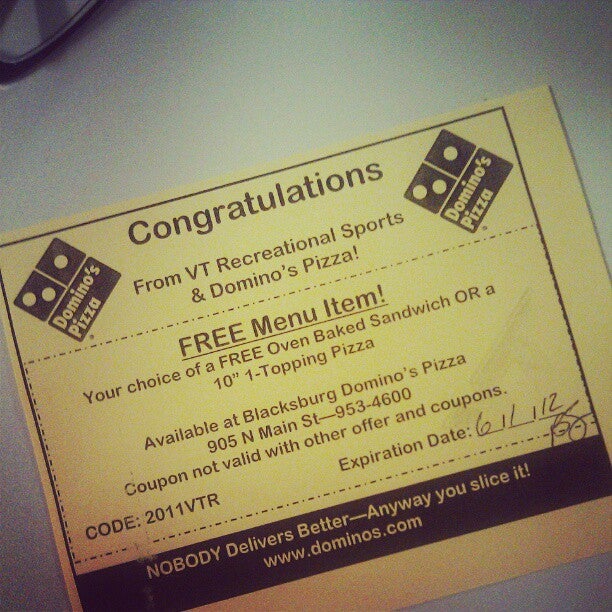 Congratulations
Domino's
Pizza
From VT Recreational Sports
& Domino's Pizza!
Domino's
Pizza
FREE Menu Item!
Your choice of a FREE Oven Baked Sandwich OR a
10" 1-Topping Pizza
Available at Blacksburg Domino's Pizza
905 N Main St—953-4600
Coupon not valid with other offer and coupons.
Expiration Date: 6/1/12
CODE: 2011VTR
NOBODY Delivers Better—Anyway you slice it!
www.dominos.com